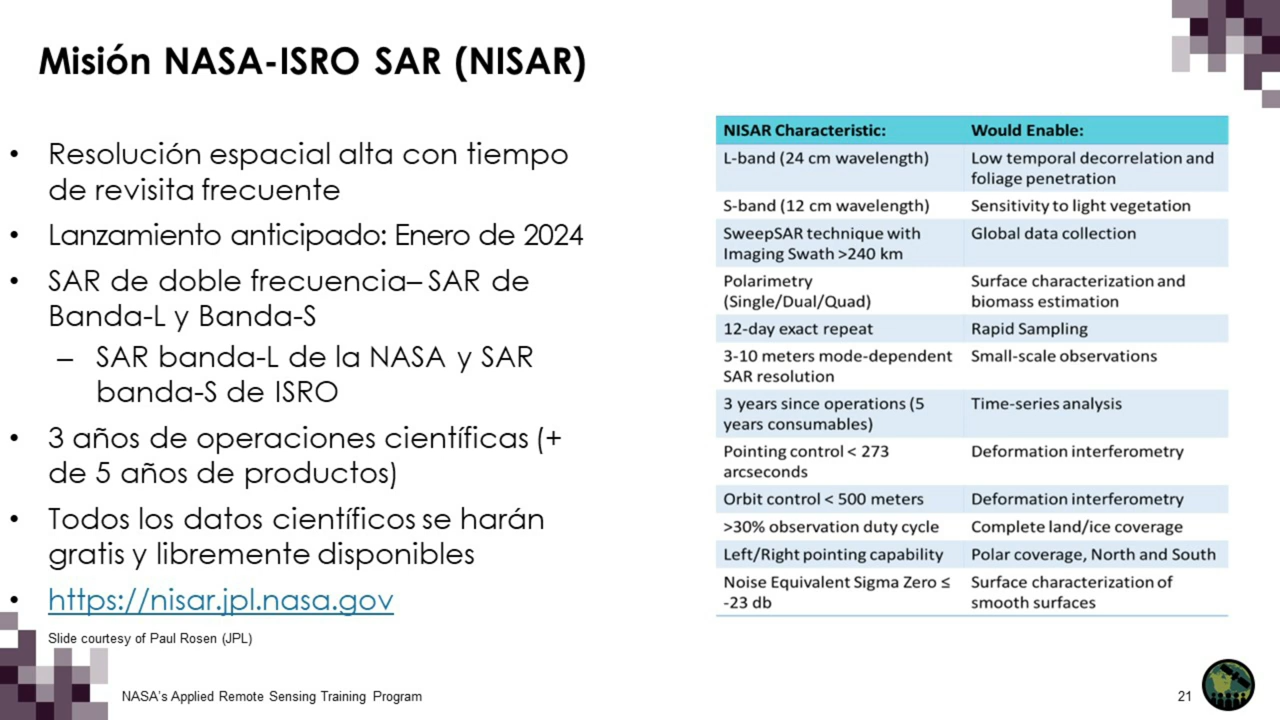 Misión NASA-ISRO SAR (NISAR)
• Resolución espacial alta con tiempo
de revisita frecuente
• Lanzamiento anticipado: Enero de 2024
• SAR de doble frecuencia– SAR de
Banda-L y Banda-S
– SAR banda-L de la NASA y SAR
banda-S de ISRO
• 3 años de operaciones científicas (+
de 5 años de productos)
• Todos los datos científicos se harán
gratis y libremente disponibles
• https://nisar.jpl.nasa.gov
Slide courtesy of Paul Rosen (JPL)
NISAR Characteristic: Would Enable:
L-band (24 cm wavelength) Low temporal decorrelation and
foliage penetration
S-band (12 cm wavelength) Sensitivity to light vegetation
SweepSAR technique with Global data collection
Imaging Swath >240 km
Polarimetry Surface characterization and
(Single/Dual/Quad) biomass estimation
12-day exact repeat Rapid Sampling
3-10 meters mode-dependent Small-scale observations
SAR resolution
3 years since operations (5 Time-series analysis
years consumables)
Pointing control < 273 Deformation interferometry
arcseconds
Orbit control < 500 meters Deformation interferometry
>30% observation duty cycle Complete land/ice coverage
Left/Right pointing capability Polar coverage, North and South
Noise Equivalent Sigma Zero ≤ Surface characterization of
-23 db smooth surfaces
NASA's Applied Remote Sensing Training Program
21